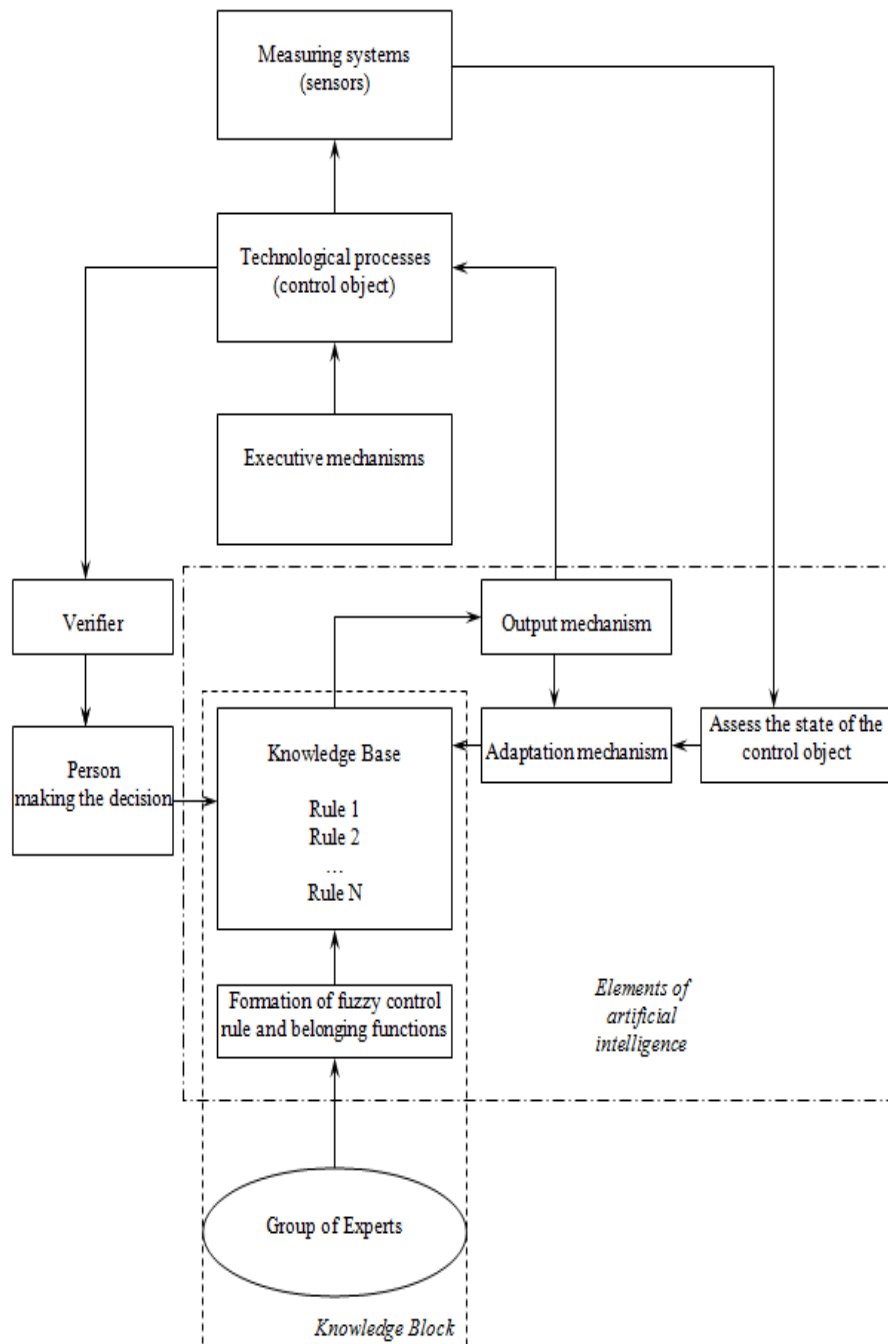 Measuring systems
(sensors)
Technological processes
(control object)
Executive mechanisms
Verifier
Output mechanism
Person
making the decision
Knowledge Base
Rule 1
Rule 2
...
Rule N
Adaptation mechanism
Assess the state of the
control object
Formation of fuzzy control
rule and belonging functions
Elements of
artificial
intelligence
Group of Experts
Knowledge Block